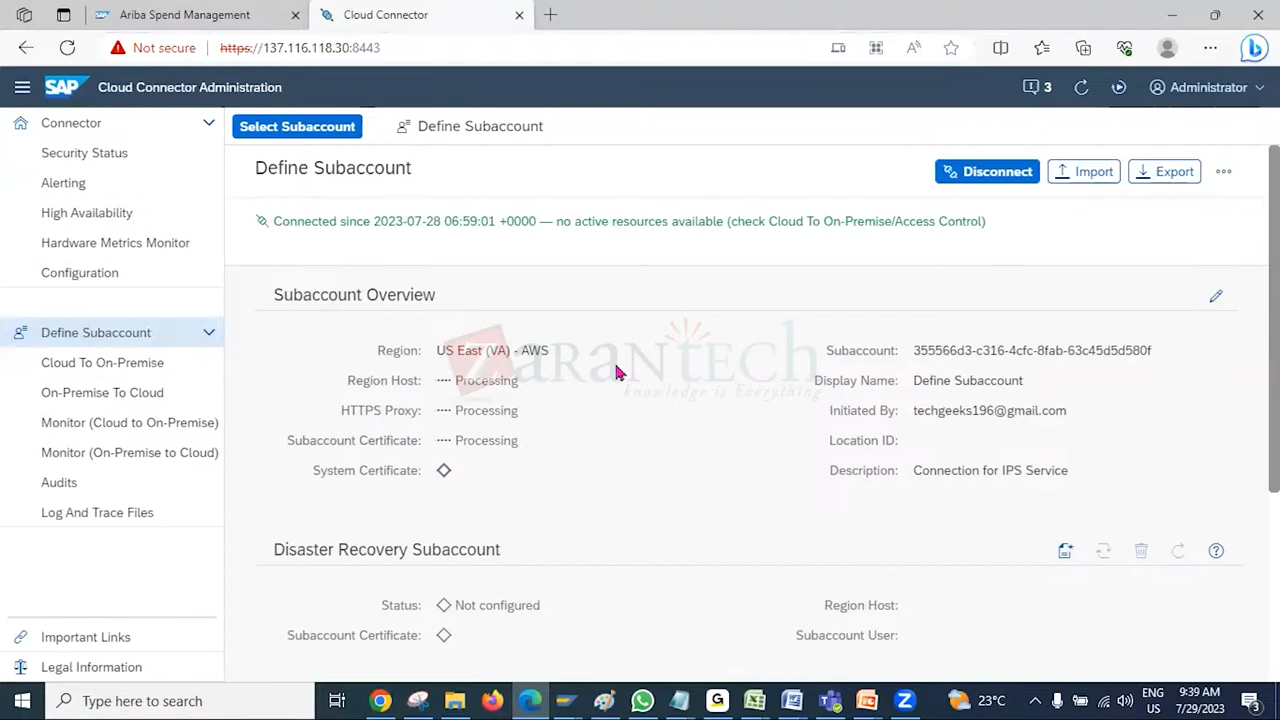 Ariba Spend Management
Cloud Connector
Not secure
https://137.116.118.30:8443
SAP
Cloud Connector Administration
3
Administrator
Connector
Security Status
Alerting
High Availability
Hardware Metrics Monitor
Configuration
Define Subaccount
Cloud To On-Premise
On-Premise To Cloud
Monitor (Cloud to On-Premise)
Monitor (On-Premise to Cloud)
Audits
Log And Trace Files
Important Links
Legal Information
Select Subaccount
Define Subaccount
Define Subaccount
Disconnect
Import
Export
Connected since 2023-07-28 06:59:01 +0000 — no active resources available (check Cloud To On-Premise/Access Control)
Subaccount Overview
Region: US East (VA) - AWS
Region Host: Processing
HTTPS Proxy: Processing
Subaccount Certificate: Processing
System Certificate:
Subaccount: 355566d3-c316-4cfc-8fab-63c45d5d580f
Display Name: Define Subaccount
Initiated By: techgeeks196@gmail.com
Location ID:
Description: Connection for IPS Service
ZARANTECH
knowledge is Everything
Disaster Recovery Subaccount
Status: Not configured
Subaccount Certificate:
Region Host:
Subaccount User:
Type here to search
23°C
ENG
US
9:39 AM
7/29/2023
3